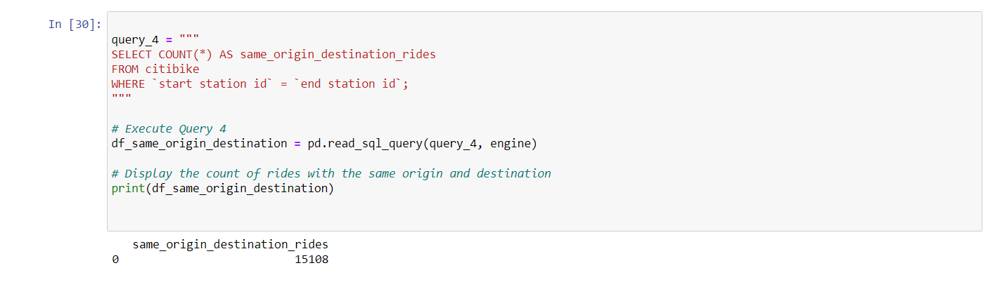 In [30]:
query_4 = """
SELECT COUNT(*) AS same_origin_destination_rides
FROM citibike
WHERE `start station id` = `end station id`;
"""
# Execute Query 4
df_same_origin_destination = pd.read_sql_query(query_4, engine)
# Display the count of rides with the same origin and destination
print(df_same_origin_destination)
same_origin_destination_rides
0 15108